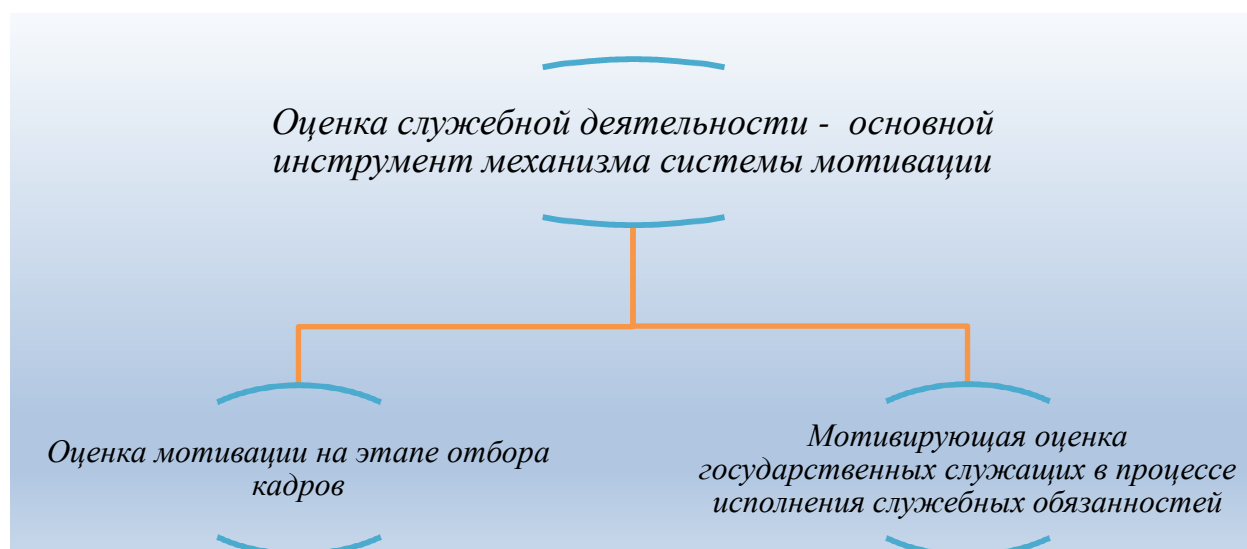 Оценка служебной деятельности - основной
инструмент механизма системы мотивации
Оценка мотивации на этапе отбора
кадров
Мотивирующая оценка
государственных служащих в процессе
исполнения служебных обязанностей